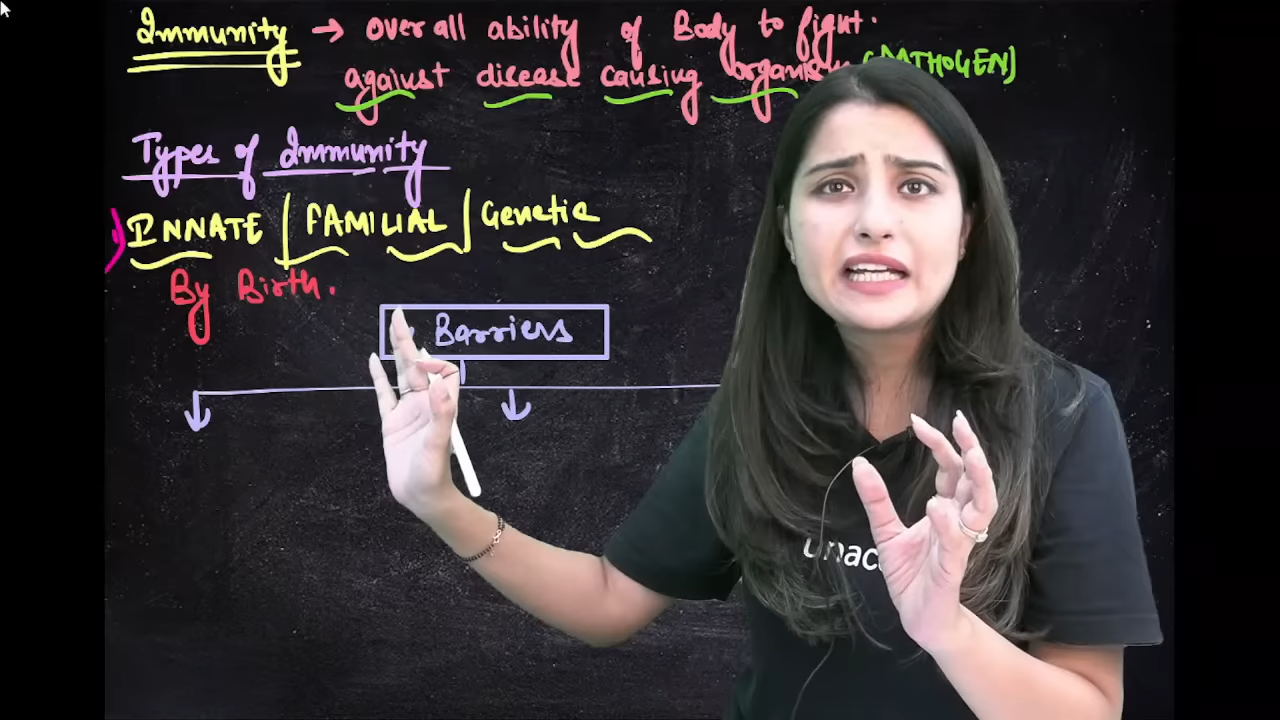 Immunity → Over all ability of Body to fight
against disease causing organism (PATHOGEN)
Types of Immunity
1) INNATE | FAMILIAL | Genetic
By Birth.
Barriers
unac